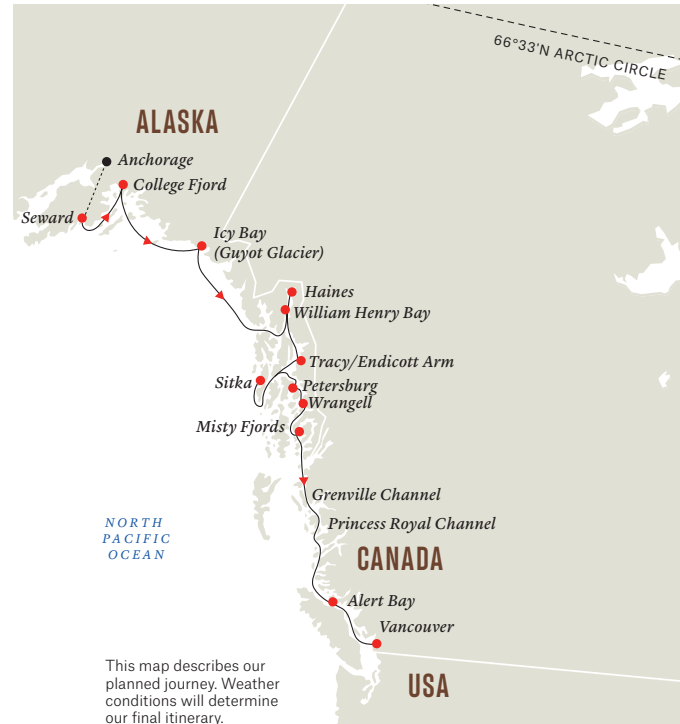 66°33'N ARCTIC CIRCLE
ALASKA
Anchorage
College Fjord
Seward
Icy Bay
(Guyot Glacier)
Haines
William Henry Bay
Tracy/Endicott Arm
Sitka
Petersburg
Wrangell
Misty Fjords
Grenville Channel
Princess Royal Channel
NORTH
PACIFIC
OCEAN
CANADA
Alert Bay
Vancouver
This map describes our
planned journey. Weather
conditions will determine
our final itinerary.
USA